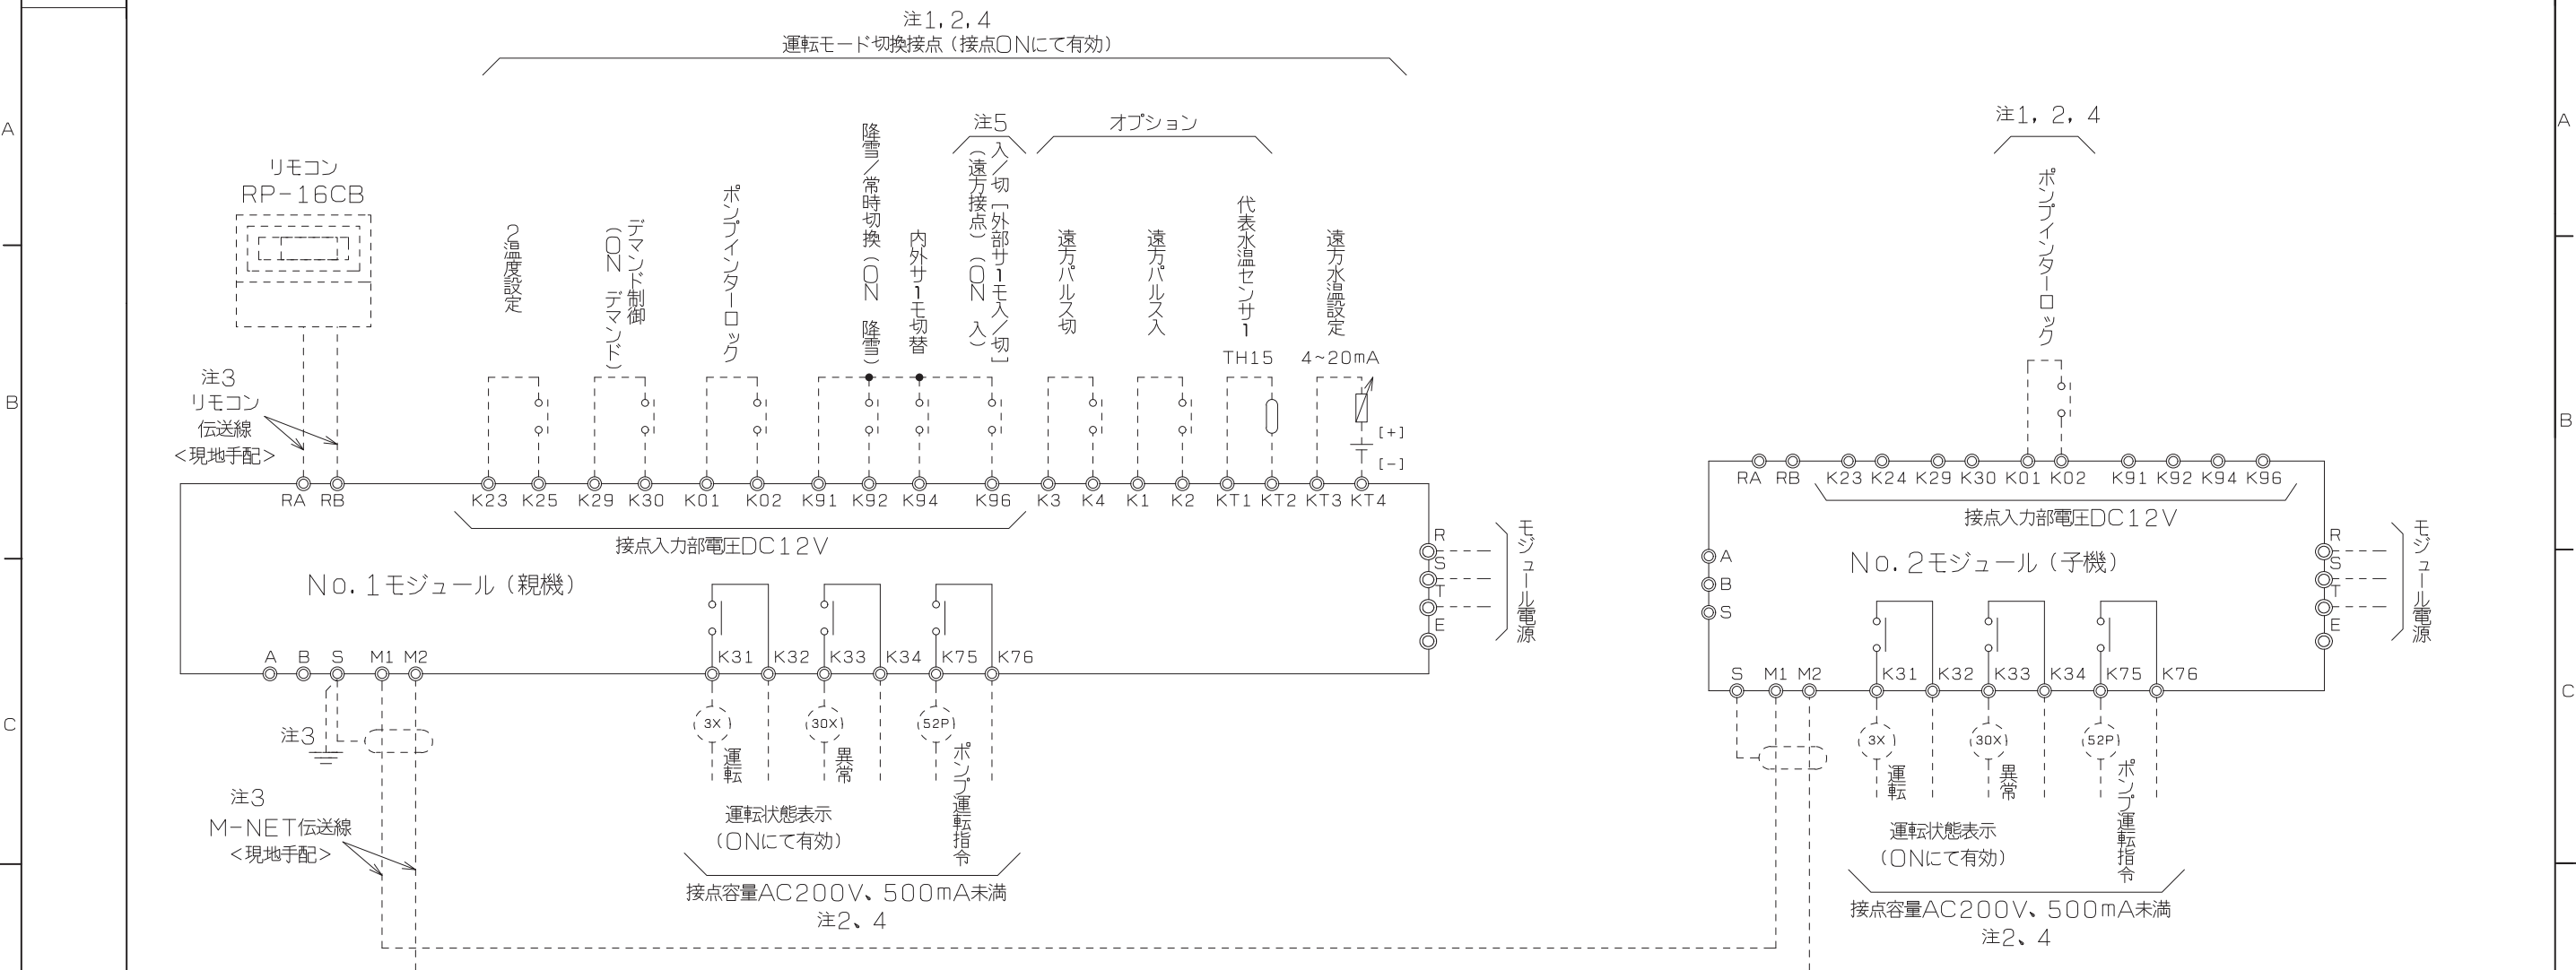 注1, 2, 4
運転モード切換接点（接点ONにて有効）
A
リモコン
RP－16CB
2温度設定
デマンド制御
（ON デマンド）
ポンプインターロック
降雪／常時切換（ON 降雪）
内外サーモ切替
注5
入／切［外部サーモ入／切］
（遠方接点）（ON 入）
オプション
遠方パルス切
遠方パルス入
代表水温センサー
TH15
遠方水温設定
4~20mA
[+]
[-]
B
注3
リモコン
伝送線
＜現地手配＞
RA RB K23 K25 K29 K30 K01 K02 K91 K92 K94 K96 K3 K4 K1 K2 KT1 KT2 KT3 KT4
接点入力部電圧DC12V
No. 1モジュール（親機）
R
S
T
E
モジュール電源
A B S M1 M2 K31 K32 K33 K34 K75 K76
C
注3
3X
30X
52P
運転
異常
ポンプ運転指令
運転状態表示
（ONにて有効）
接点容量AC200V、500mA未満
注2、4
注3
M－NET伝送線
＜現地手配＞
注1, 2, 4
A
ポンプインターロック
B
RA RB K23 K24 K29 K30 K01 K02 K91 K92 K94 K96
接点入力部電圧DC12V
No. 2モジュール（子機）
A
B
S
R
S
T
E
モジュール電源
S M1 M2 K31 K32 K33 K34 K75 K76
C
3X
30X
52P
運転
異常
ポンプ運転指令
運転状態表示
（ONにて有効）
接点容量AC200V、500mA未満
注2、4